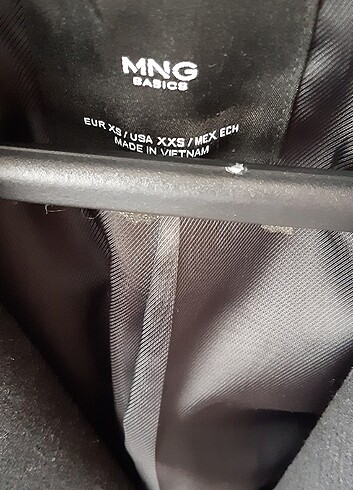 MNG
BASICS
EUR XS / USA XXS / MEX ECH
MADE IN VIETNAM